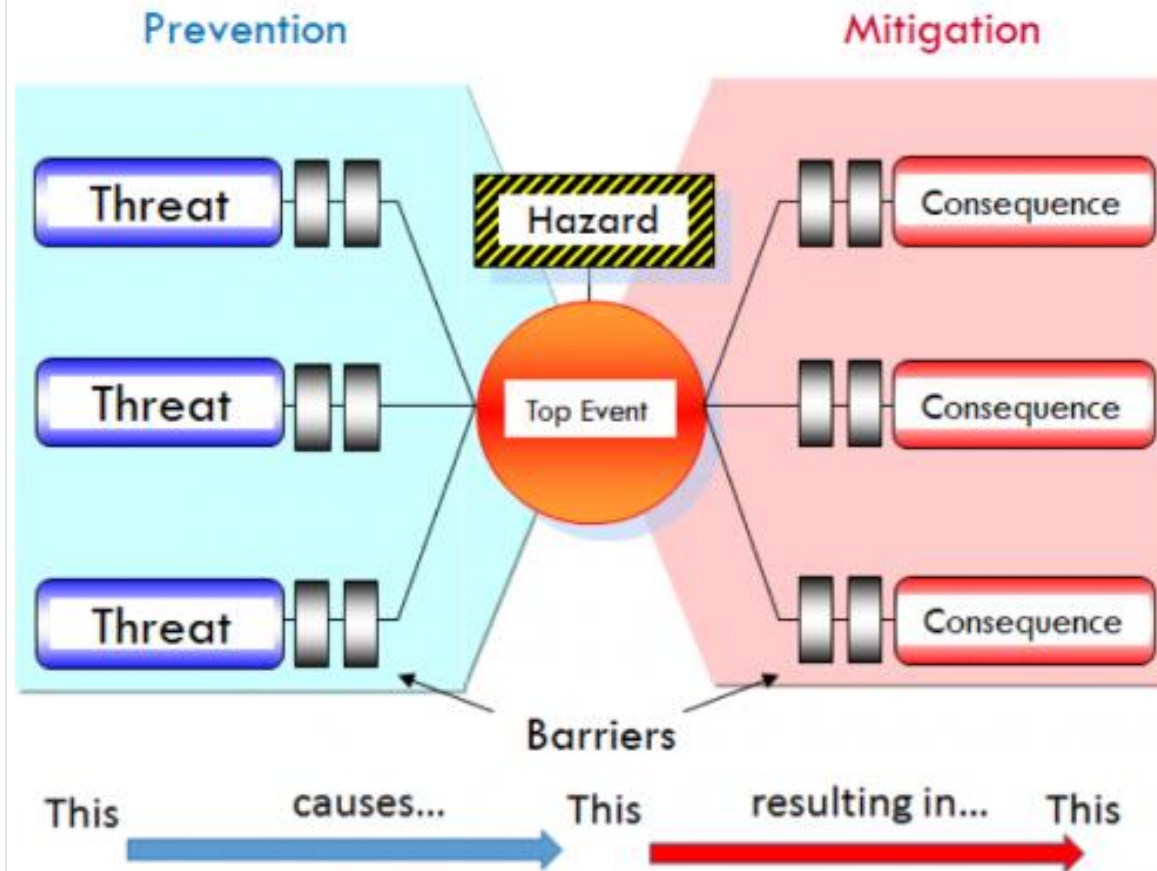 Prevention
Mitigation
Threat
Hazard
Consequence
Threat
Top Event
Consequence
Threat
Consequence
Barriers
This causes... This resulting in... This